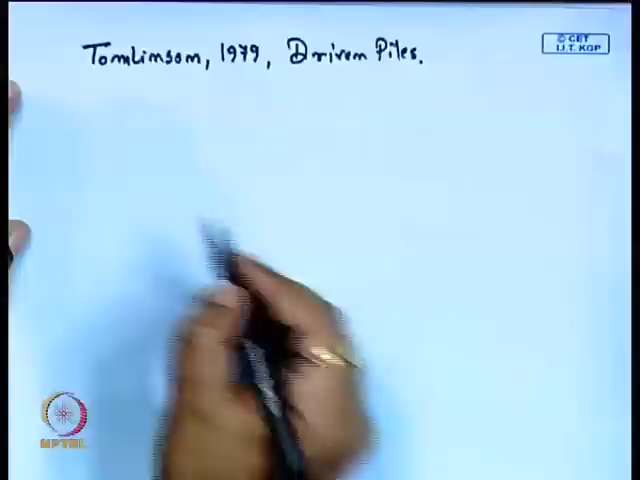 Tomlinson, 1979, Driven Piles.
© CET
I.I.T. KGP
NPTEL